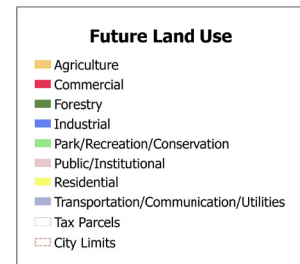 Future Land Use
Agriculture
Commercial
Forestry
Industrial
Park/Recreation/Conservation
Public/Institutional
Residential
Transportation/Communication/Utilities
Tax Parcels
City Limits